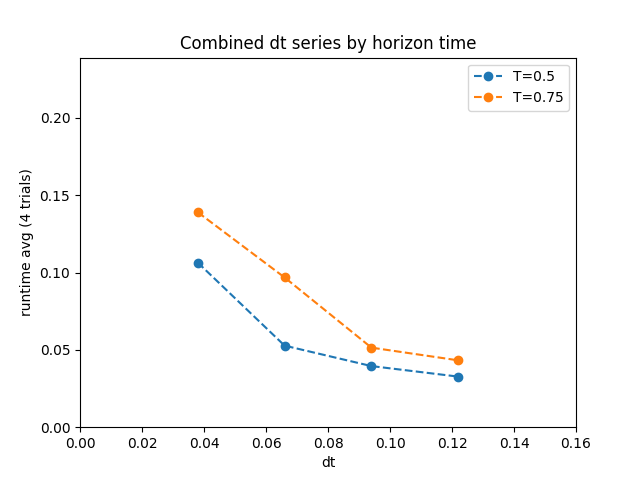 Combined dt series by horizon time
T=0.5
T=0.75
0.20
0.15
0.10
0.05
0.00
runtime avg (4 trials)
0.00 0.02 0.04 0.06 0.08 0.10 0.12 0.14 0.16
dt